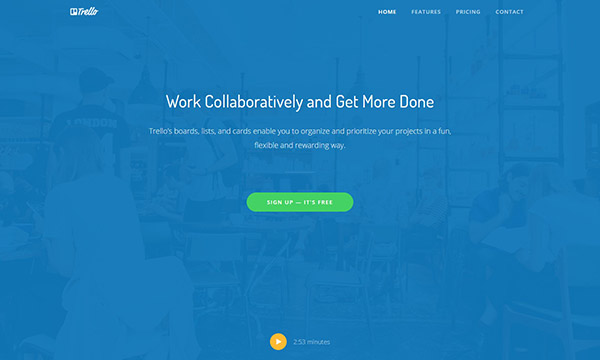 Trello
HOME FEATURES PRICING CONTACT
LONDON
Work Collaboratively and Get More Done
Trello's boards, lists, and cards enable you to organize and prioritize your projects in a fun,
flexible and rewarding way.
SIGN UP — IT'S FREE
2:53 minutes